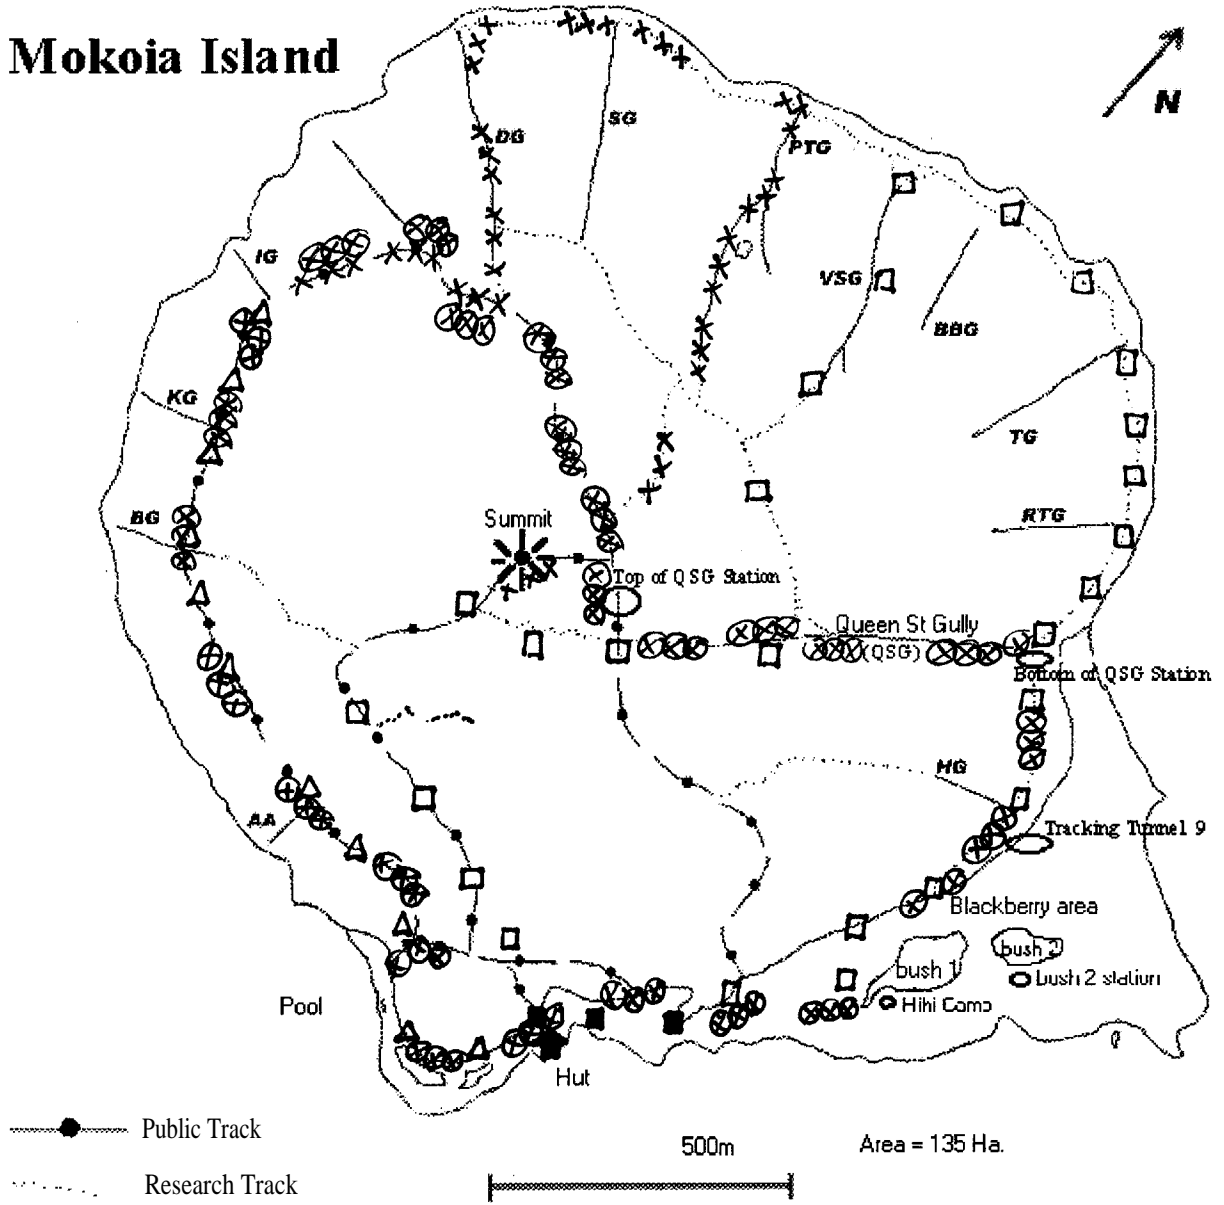 Mokoia Island
N
DG
SG
PTG
IG
VSG
BBG
KG
TG
BG
RTG
Summit
Top of QSG Station
Queen St Gully
(QSG)
Bottom of QSG Station
MG
AA
Tracking Tunnel 9
Blackberry area
bush 1
bush 2
bush 2 station
Pool
Hihi Camp
Hut
Public Track
500m
Area = 135 Ha.
Research Track